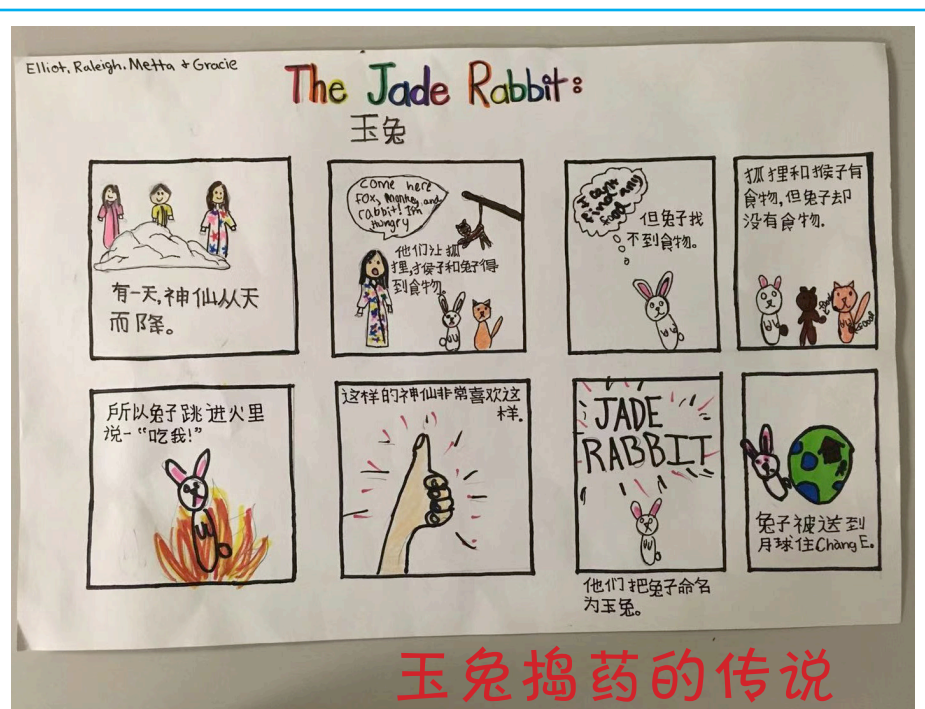 Elliot, Raleigh, Metta + Gracie
The Jade Rabbit:
玉兔
有一天,神仙从天
而降。
Come here
Fox, monkey, and
rabbit! I'm
Hungry
他们让狐
狸,猴子和兔子得
到食物。
I can't
find any
food
但兔子找
不到食物。
狐狸和猴子有
食物,但兔子却
没有食物.
Food
所以兔子跳进火里
说-“吃我!”
这样的神仙非常喜欢这
样.
JADE
RABBIT
他们把兔子命名
为玉兔。
兔子被送到
月球住Chang E.
玉兔捣药的传说